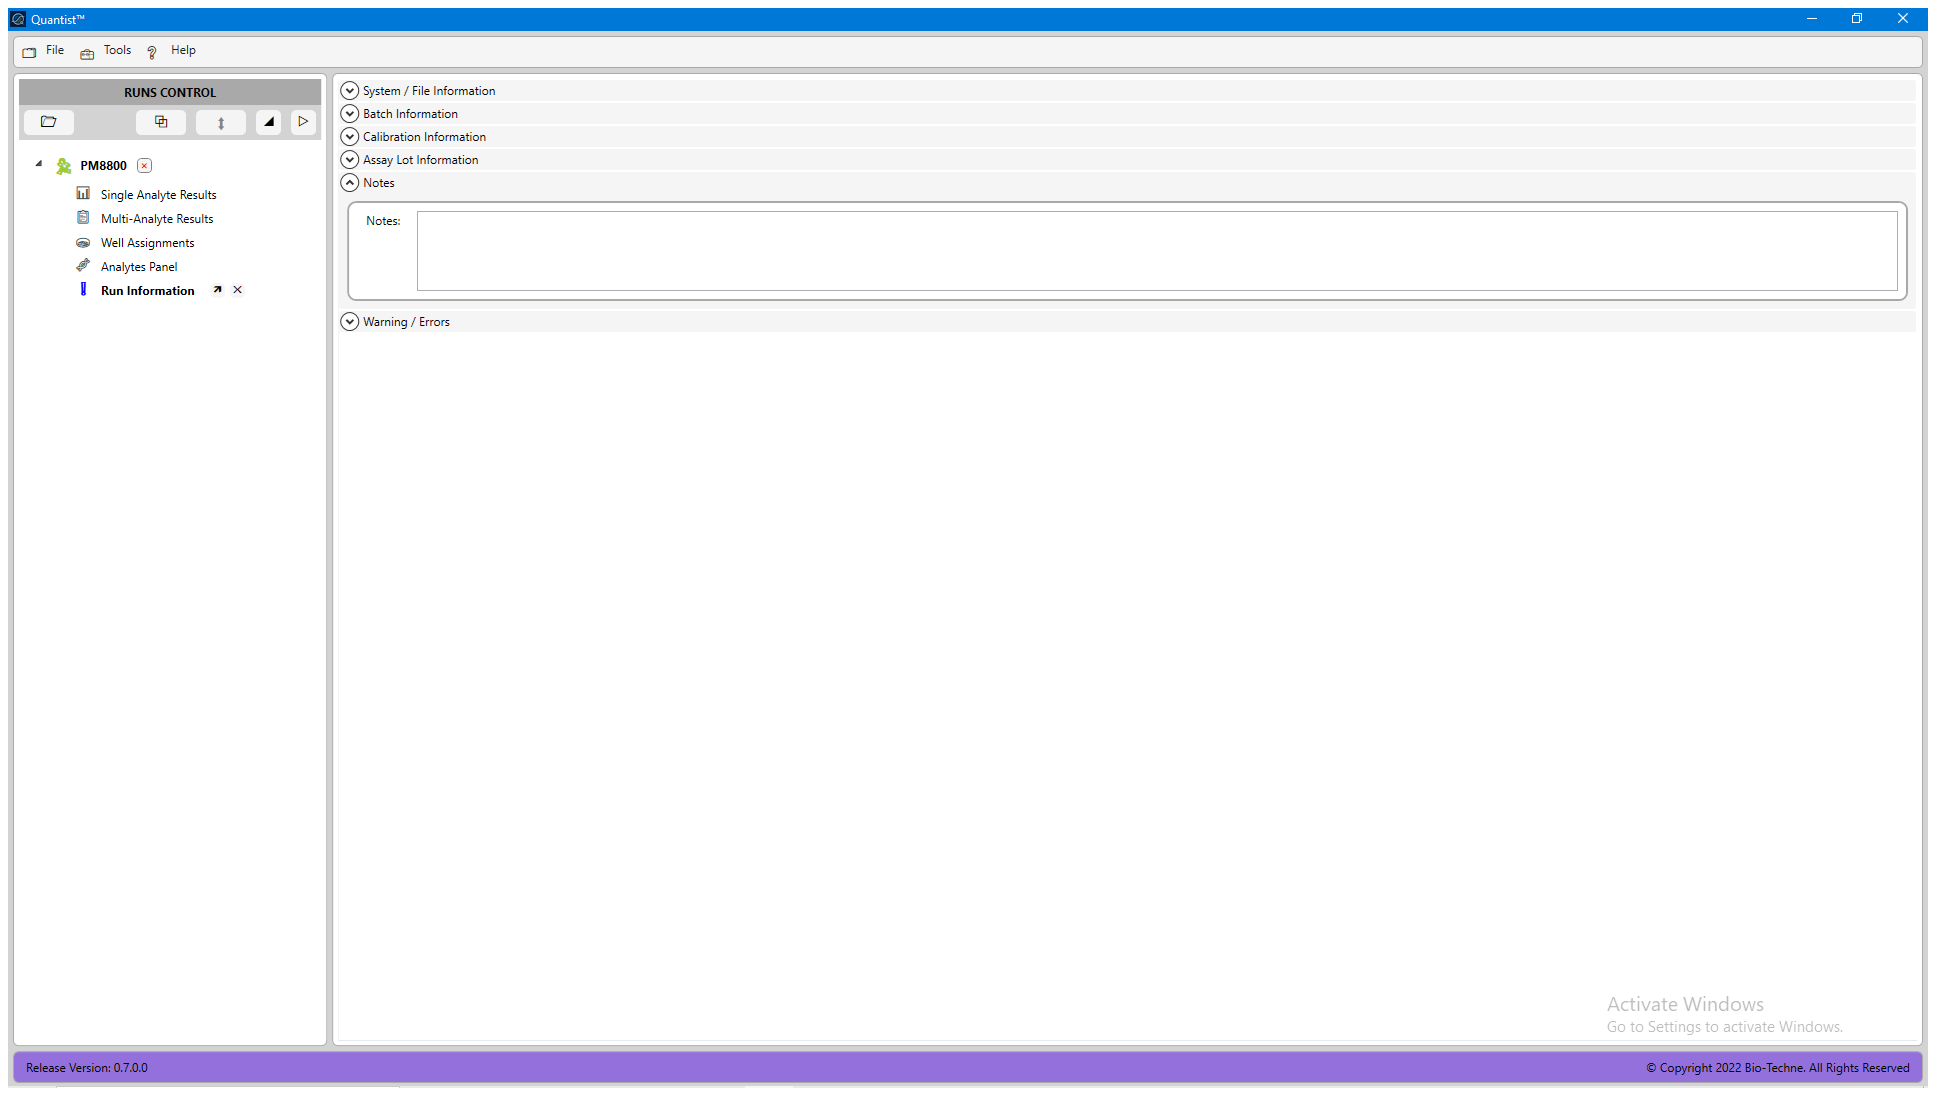 Quantist™
File Tools Help
RUNS CONTROL
PM8800
Single Analyte Results
Multi-Analyte Results
Well Assignments
Analytes Panel
Run Information
System / File Information
Batch Information
Calibration Information
Assay Lot Information
Notes
Notes:
Warning / Errors
Activate Windows
Go to Settings to activate Windows.
Release Version: 0.7.0.0
© Copyright 2022 Bio-Techne. All Rights Reserved